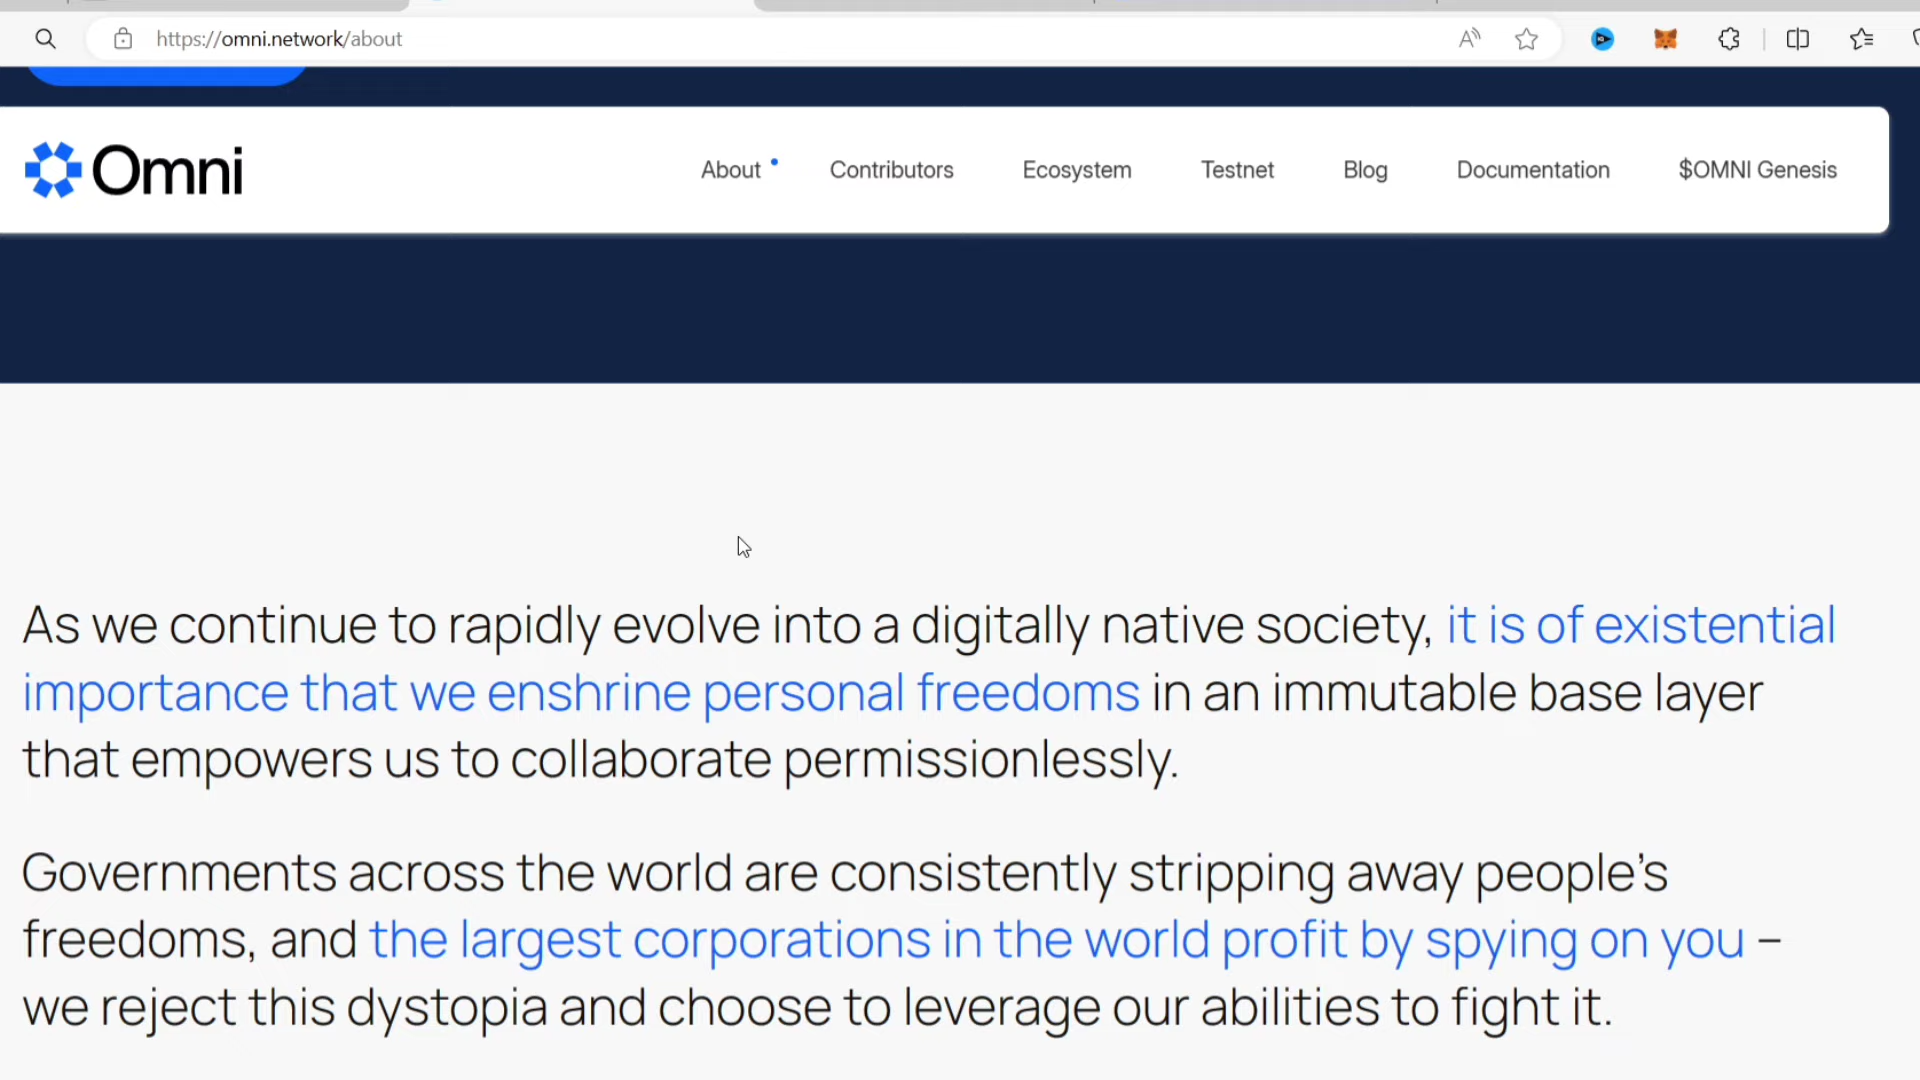 https://omni.network/about
Omni
About Contributors Ecosystem Testnet Blog Documentation $OMNI Genesis
As we continue to rapidly evolve into a digitally native society, it is of existential
importance that we enshrine personal freedoms in an immutable base layer
that empowers us to collaborate permissionlessly.
Governments across the world are consistently stripping away people’s
freedoms, and the largest corporations in the world profit by spying on you –
we reject this dystopia and choose to leverage our abilities to fight it.